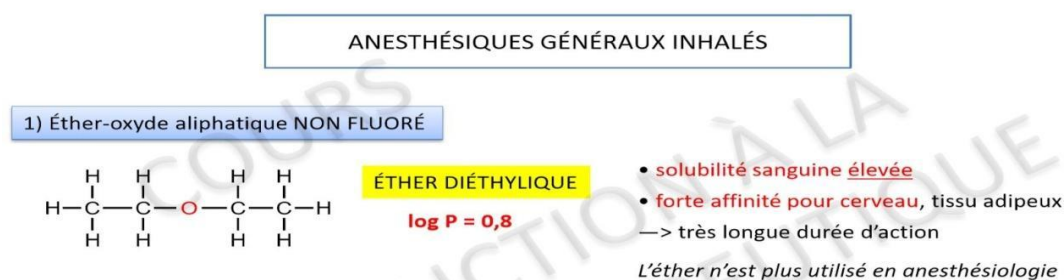 ANESTHÉSIQUES GÉNÉRAUX INHALÉS
1) Éther-oxyde aliphatique NON FLUORÉ
H H H H
H—C—C—O—C—C—H
H H H H
ÉTHER DIÉTHYLIQUE
log P = 0,8
• solubilité sanguine élevée
• forte affinité pour cerveau, tissu adipeux
—> très longue durée d’action
L’éther n’est plus utilisé en anesthésiologie
COURS